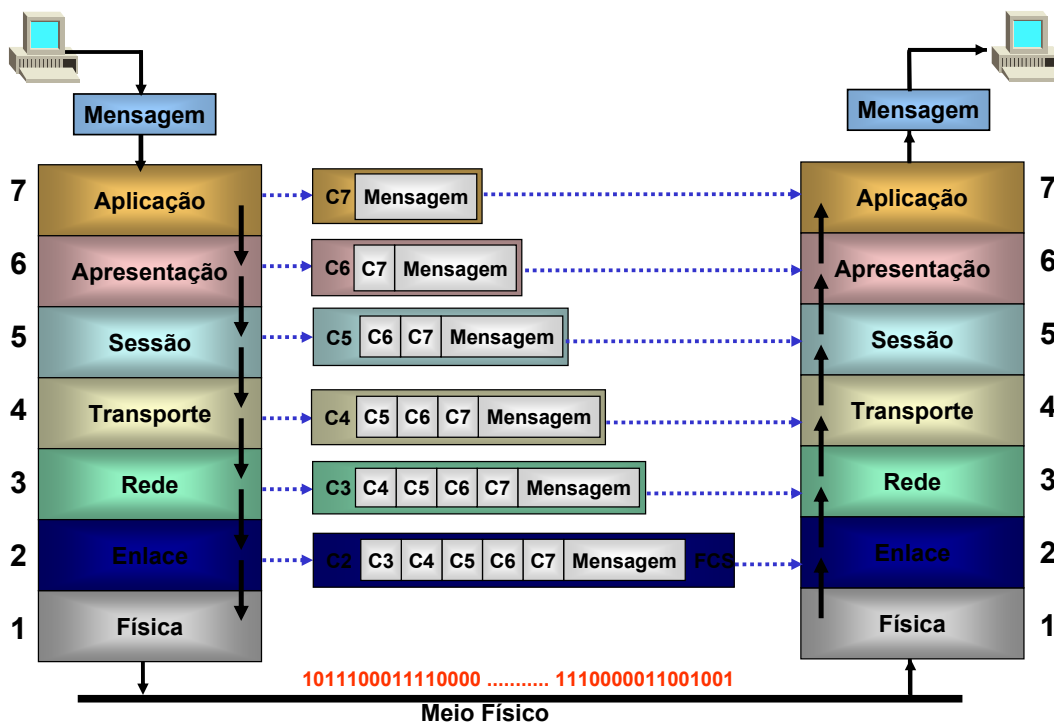 Mensagem Mensagem
7 Aplicação C7 Mensagem Aplicação 7
6 Apresentação C6 C7 Mensagem Apresentação 6
5 Sessão C5 C6 C7 Mensagem Sessão 5
4 Transporte C4 C5 C6 C7 Mensagem Transporte 4
3 Rede C3 C4 C5 C6 C7 Mensagem Rede 3
2 Enlace C2 C3 C4 C5 C6 C7 Mensagem FCS Enlace 2
1 Física Física 1
1011100011110000 ........... 1110000011001001
Meio Físico